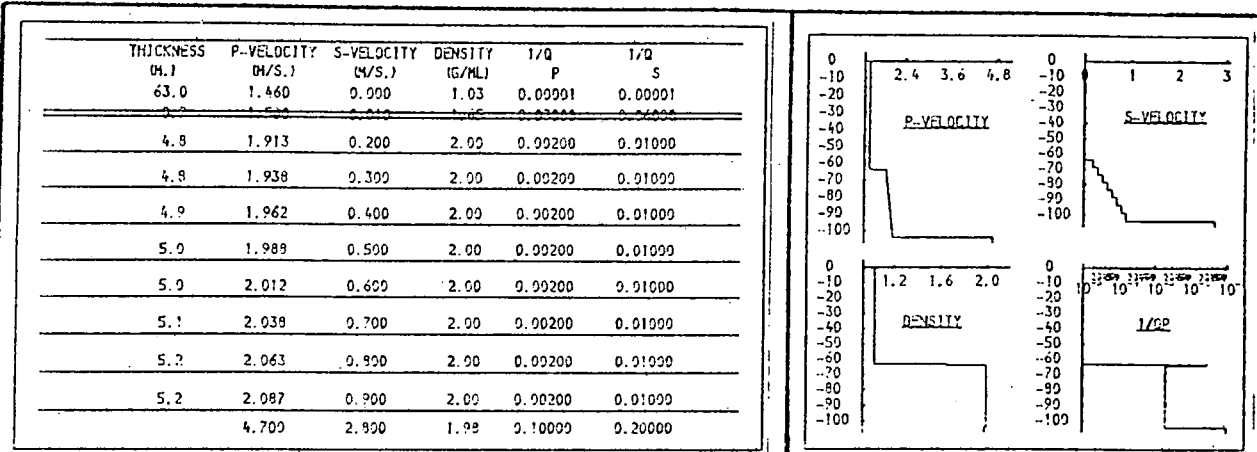 THICKNESS P-VELOCITY S-VELOCITY DENSITY 1/Q 1/Q
(M.) (M/S.) (M/S.) (G/ML) P S
63.0 1.460 0.000 1.03 0.00001 0.00001
4.8 1.913 0.200 2.00 0.00200 0.01000
4.8 1.938 0.300 2.00 0.00200 0.01000
4.9 1.962 0.400 2.00 0.00200 0.01000
5.0 1.988 0.500 2.00 0.00200 0.01000
5.0 2.012 0.600 2.00 0.00200 0.01000
5.1 2.038 0.700 2.00 0.00200 0.01000
5.2 2.063 0.800 2.00 0.00200 0.01000
5.2 2.087 0.900 2.00 0.00200 0.01000
4.700 2.800 1.98 0.10000 0.20000
0
-10 2.4 3.6 4.8
-20
-30
-40 P-VELOCITY
-50
-60
-70
-80
-90
-100
0
-10 1 2 3
-20
-30 S-VELOCITY
-40
-50
-60
-70
-80
-90
-100
0
-10 1.2 1.6 2.0
-20
-30
-40 DENSITY
-50
-60
-70
-80
-90
-100
0
-10
-20
-30
-40 1/QP
-50
-60
-70
-80
-90
-100